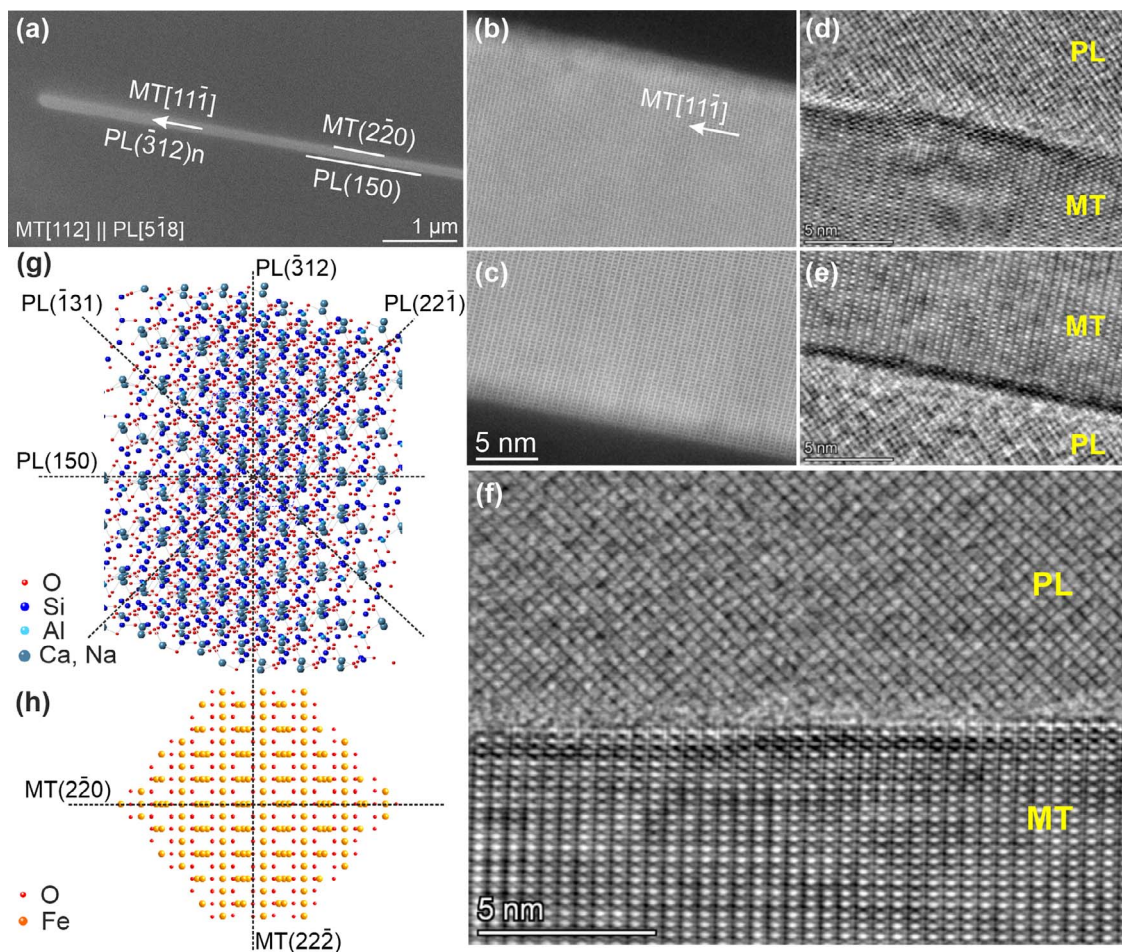 (a)
MT[111̄]
PL(3̄12)n
MT(22̄0)
PL(150)
MT[112] || PL[51̄8]
1 µm
(b)
MT[111̄]
(c)
5 nm
(d)
PL
MT
5 nm
(e)
MT
PL
5 nm
(g)
PL(3̄12)
PL(1̄31)
PL(221̄)
PL(150)
O
Si
Al
Ca, Na
(h)
MT(22̄0)
O
Fe
MT(222̄)
(f)
PL
MT
5 nm